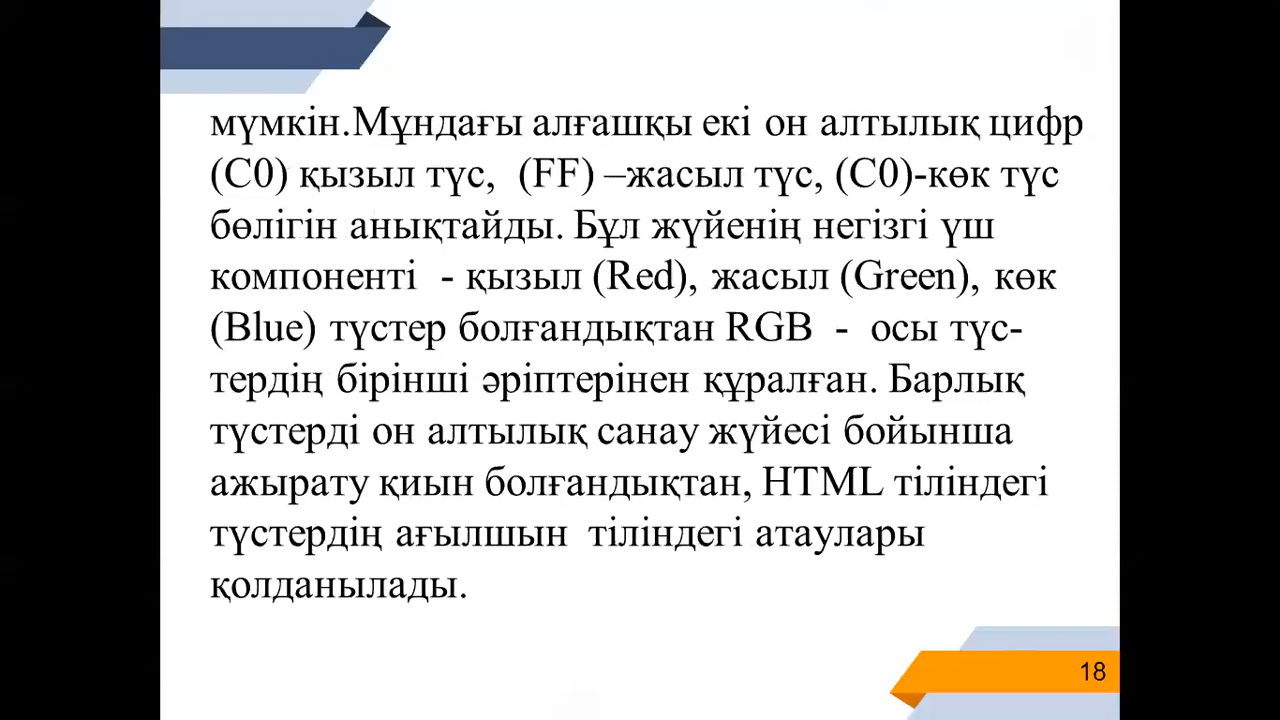 мүмкін.Мұндағы алғашқы екі он алтылық цифр
(C0) қызыл түс,  (FF) –жасыл түс, (C0)-көк түс
бөлігін анықтайды. Бұл жүйенің негізгі үш
компоненті  - қызыл (Red), жасыл (Green), көк
(Blue) түстер болғандықтан RGB  -  осы түс-
тердің бірінші әріптерінен құралған. Барлық
түстерді он алтылық санау жүйесі бойынша
ажырату қиын болғандықтан, HTML тіліндегі
түстердің ағылшын  тіліндегі атаулары
қолданылады.
18